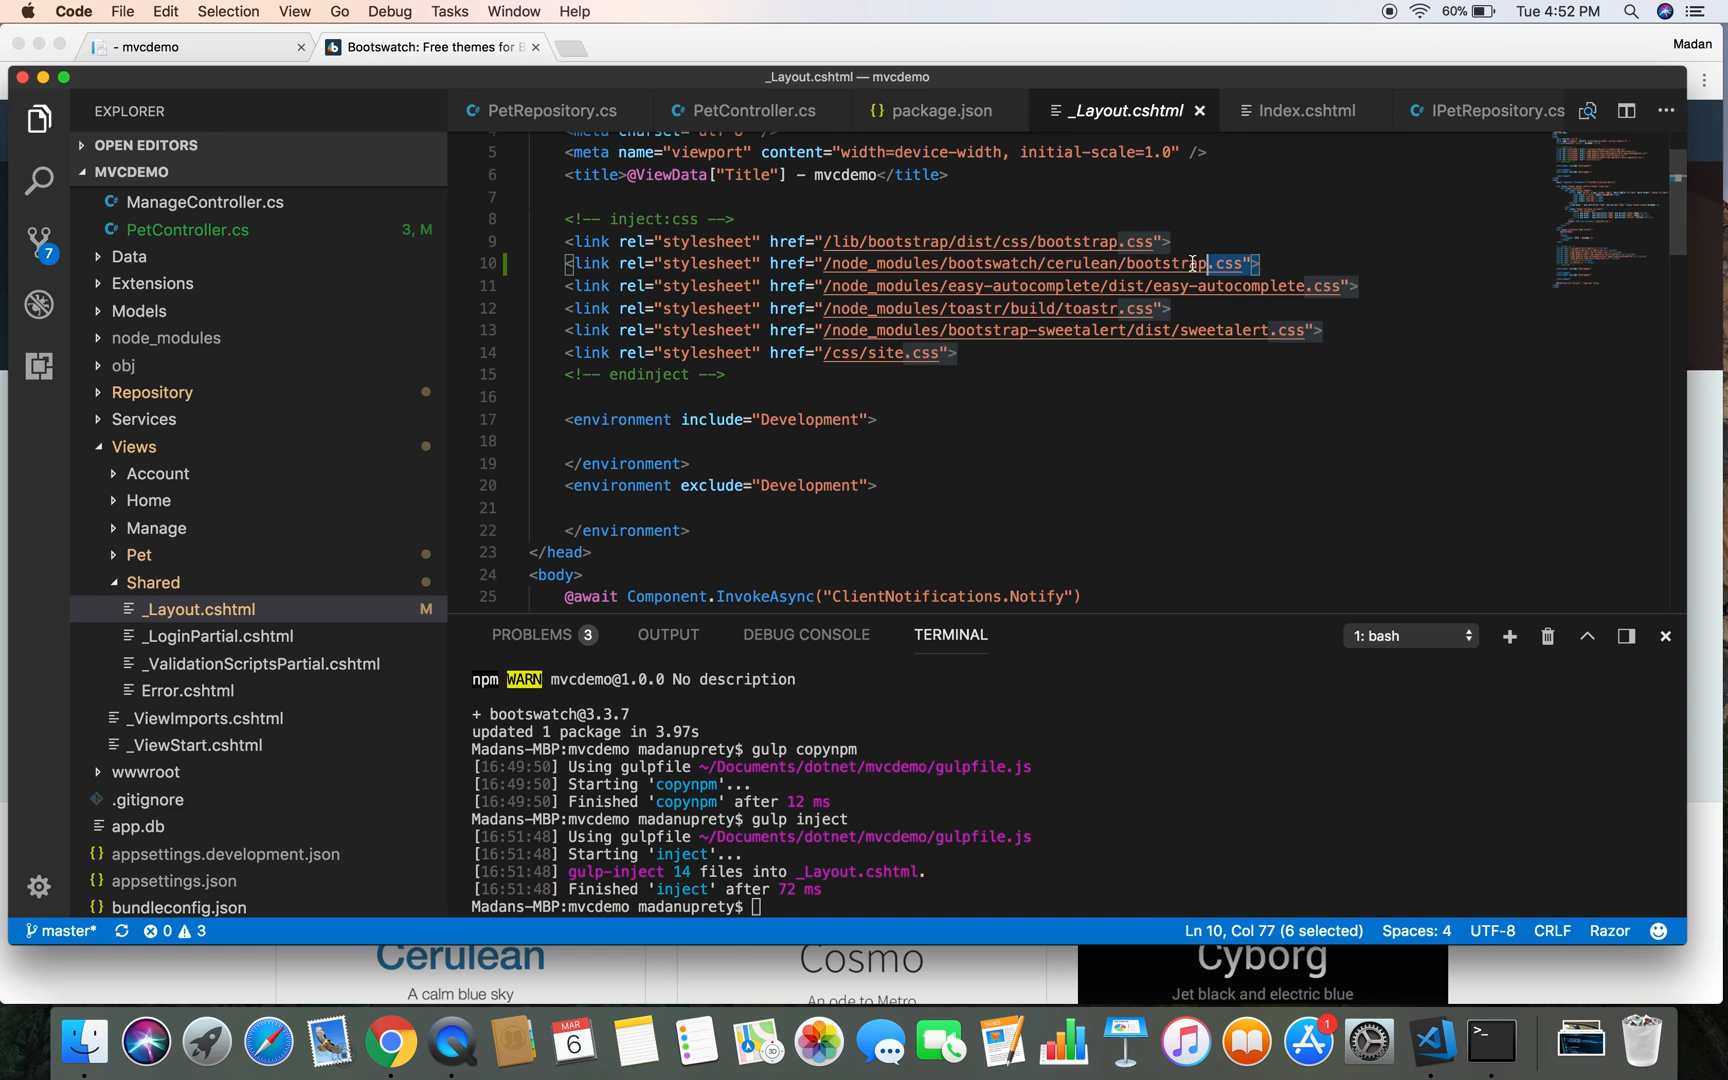 Code File Edit Selection View Go Debug Tasks Window Help 60% Tue 4:52 PM
- mvcdemo × Bootswatch: Free themes for B × Madan
_Layout.cshtml — mvcdemo
EXPLORER
PetRepository.cs PetController.cs package.json _Layout.cshtml × Index.cshtml IPetRepository.cs
OPEN EDITORS
MVCDEMO
ManageController.cs
PetController.cs 3, M
Data
Extensions
Models
node_modules
obj
Repository
Services
Views
Account
Home
Manage
Pet
Shared
_Layout.cshtml M
_LoginPartial.cshtml
_ValidationScriptsPartial.cshtml
Error.cshtml
_ViewImports.cshtml
_ViewStart.cshtml
wwwroot
.gitignore
app.db
appsettings.development.json
appsettings.json
bundleconfig.json
7
4 <meta charset="utf-8" />
5 <meta name="viewport" content="width=device-width, initial-scale=1.0" />
6 <title>@ViewData["Title"] - mvcdemo</title>
7
8 <!-- inject:css -->
9 <link rel="stylesheet" href="/lib/bootstrap/dist/css/bootstrap.css">
10 <link rel="stylesheet" href="/node_modules/bootswatch/cerulean/bootstrap.css">
11 <link rel="stylesheet" href="/node_modules/easy-autocomplete/dist/easy-autocomplete.css">
12 <link rel="stylesheet" href="/node_modules/toastr/build/toastr.css">
13 <link rel="stylesheet" href="/node_modules/bootstrap-sweetalert/dist/sweetalert.css">
14 <link rel="stylesheet" href="/css/site.css">
15 <!-- endinject -->
16
17 <environment include="Development">
18
19 </environment>
20 <environment exclude="Development">
21
22 </environment>
23 </head>
24 <body>
25 @await Component.InvokeAsync("ClientNotifications.Notify")
PROBLEMS 3 OUTPUT DEBUG CONSOLE TERMINAL 1: bash
npm WARN mvcdemo@1.0.0 No description
+ bootswatch@3.3.7
updated 1 package in 3.97s
Madans-MBP:mvcdemo madanuprety$ gulp copynpm
[16:49:50] Using gulpfile ~/Documents/dotnet/mvcdemo/gulpfile.js
[16:49:50] Starting 'copynpm'...
[16:49:50] Finished 'copynpm' after 12 ms
Madans-MBP:mvcdemo madanuprety$ gulp inject
[16:51:48] Using gulpfile ~/Documents/dotnet/mvcdemo/gulpfile.js
[16:51:48] Starting 'inject'...
[16:51:48] gulp-inject 14 files into _Layout.cshtml.
[16:51:48] Finished 'inject' after 72 ms
Madans-MBP:mvcdemo madanuprety$
master* 0 3 Ln 10, Col 77 (6 selected) Spaces: 4 UTF-8 CRLF Razor
Cerulean Cosmo Cyborg
A calm blue sky An ode to Metro Jet black and electric blue
MAR
6
1